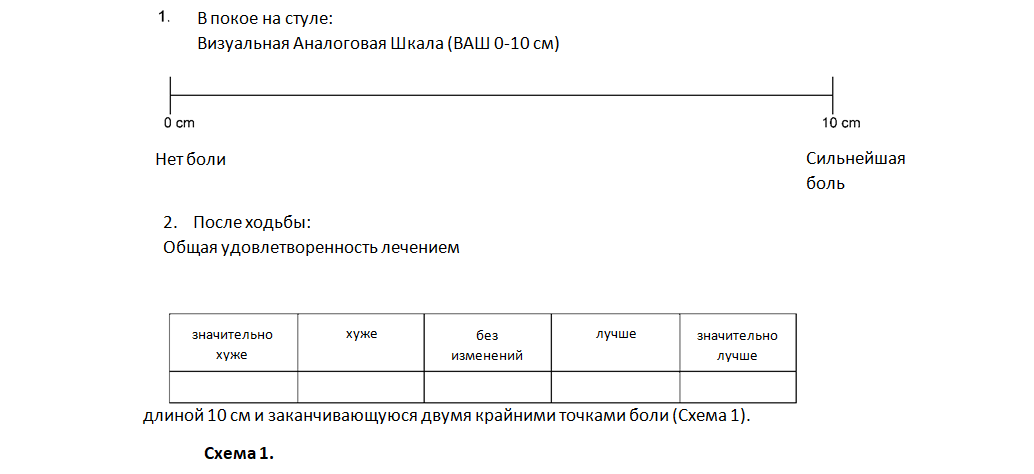 1. В покое на стуле:
Визуальная Аналоговая Шкала (ВАШ 0-10 см)
0 cm 10 cm
Нет боли Сильнейшая
боль
2. После ходьбы:
Общая удовлетворенность лечением
значительно хуже без лучше значительно
хуже изменений лучше
длиной 10 см и заканчивающуюся двумя крайними точками боли (Схема 1).
Схема 1.